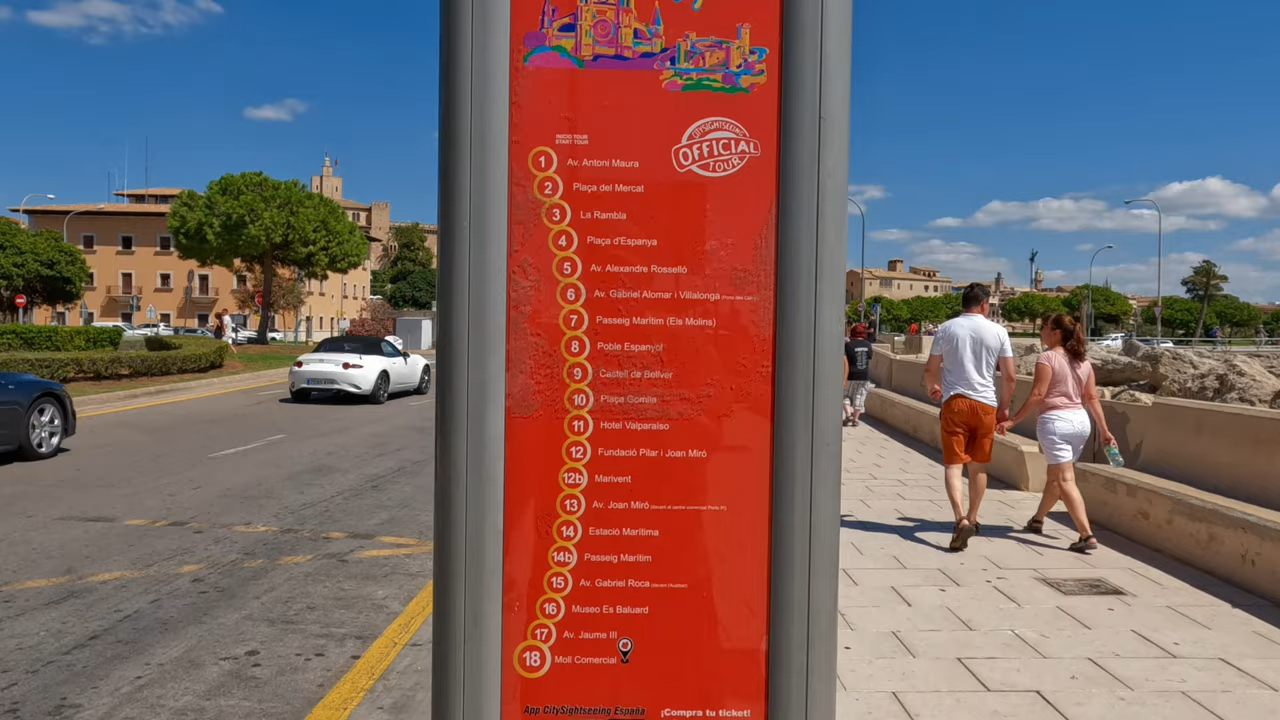 INICIO TOUR
START TOUR
CITYSIGHTSEEING
OFFICIAL
TOUR
1 Av. Antoni Maura
2 Plaça del Mercat
3 La Rambla
4 Plaça d'Espanya
5 Av. Alexandre Rosselló
6 Av. Gabriel Alomar i Villalonga
7 Passeig Marítim (Els Molins)
8 Poble Espanyol
9 Castell de Bellver
10 Plaça Gomila
11 Hotel Valparaíso
12 Fundació Pilar i Joan Miró
12b Marivent
13 Av. Joan Miró
14 Estació Marítima
14b Passeig Marítim
15 Av. Gabriel Roca
16 Museo Es Baluard
17 Av. Jaume III
18 Moll Comercial
App CitySightseeing España
¡Compra tu ticket!